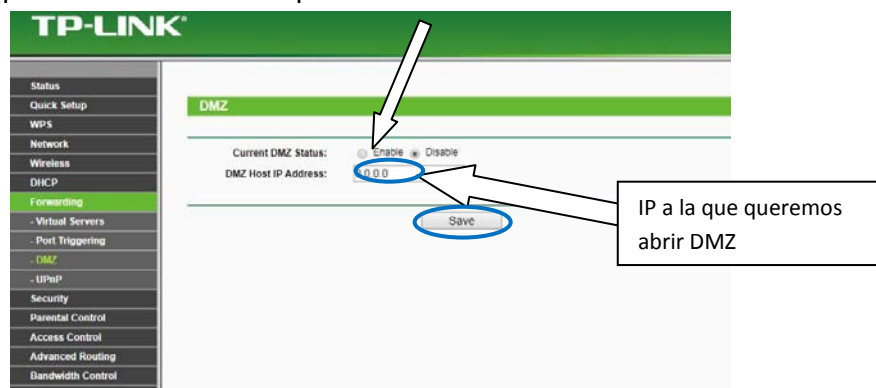 TP-LINK®
Status
Quick Setup
WPS
Network
Wireless
DHCP
Forwarding
- Virtual Servers
- Port Triggering
- DMZ
- UPnP
Security
Parental Control
Access Control
Advanced Routing
Bandwidth Control
DMZ
Current DMZ Status: Enable Disable
DMZ Host IP Address: 0.0.0.0
Save
IP a la que queremos
abrir DMZ